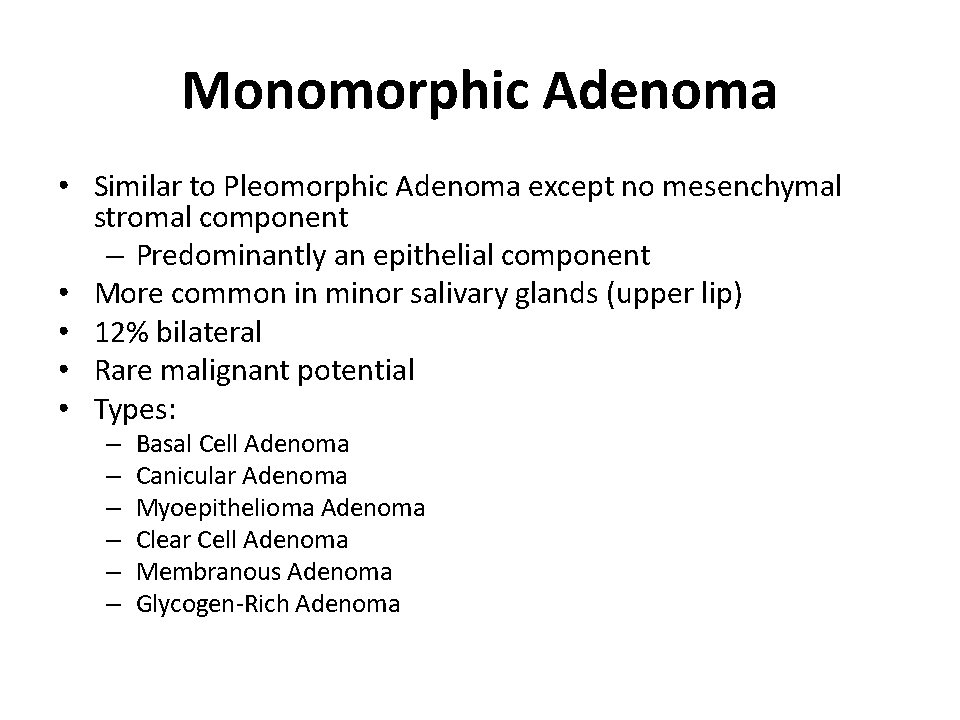 Monomorphic Adenoma
• Similar to Pleomorphic Adenoma except no mesenchymal
stromal component
– Predominantly an epithelial component
• More common in minor salivary glands (upper lip)
• 12% bilateral
• Rare malignant potential
• Types:
– Basal Cell Adenoma
– Canicular Adenoma
– Myoepithelioma Adenoma
– Clear Cell Adenoma
– Membranous Adenoma
– Glycogen-Rich Adenoma